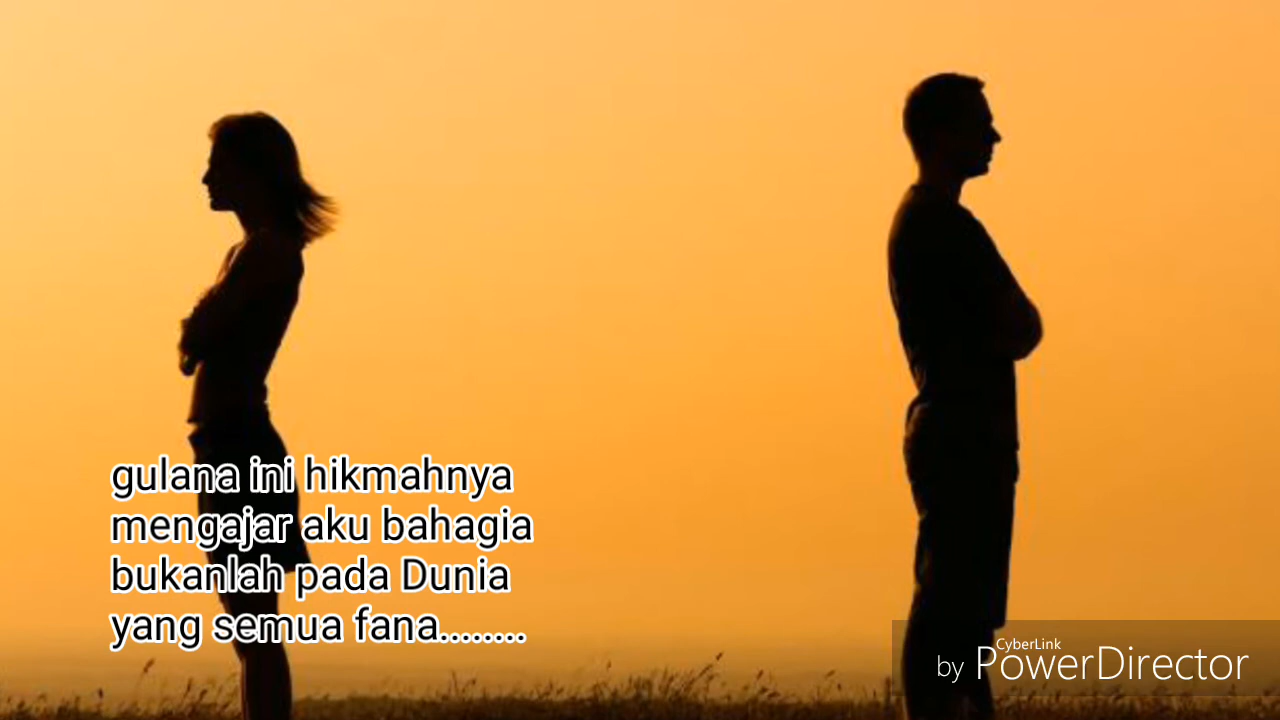 gulana ini hikmahnya
mengajar aku bahagia
bukanlah pada Dunia
yang semua fana........
CyberLink
by PowerDirector